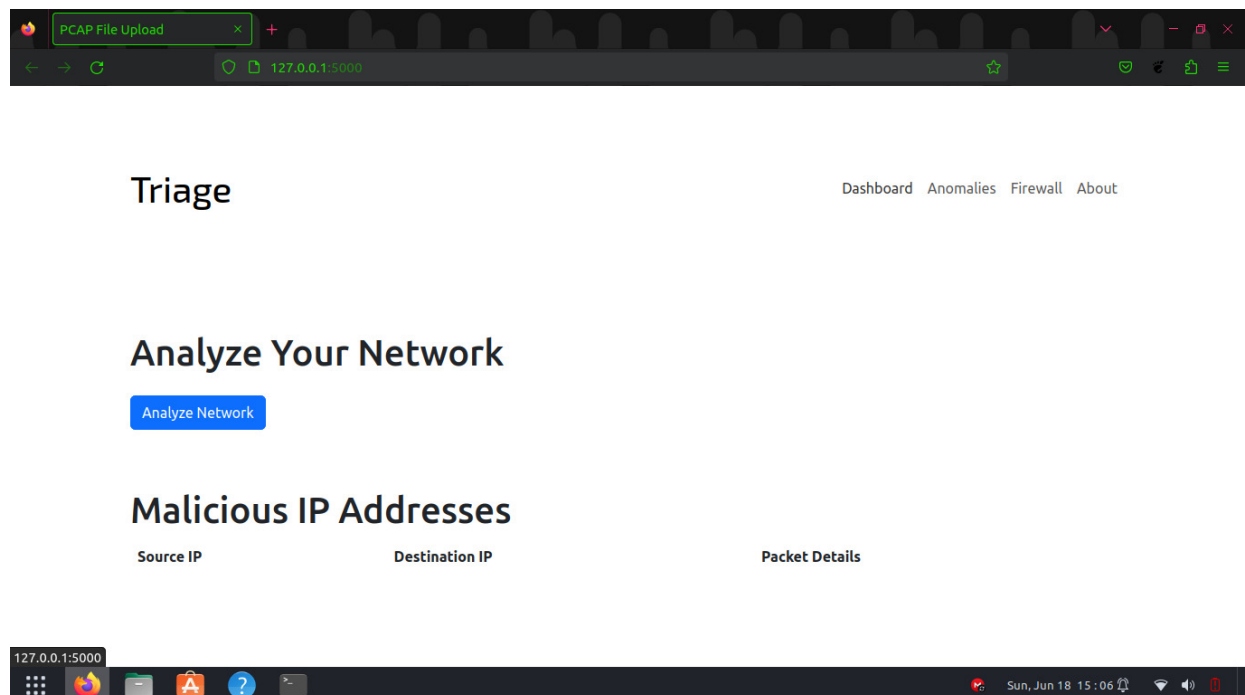 PCAP File Upload
127.0.0.1:5000
Triage
Dashboard Anomalies Firewall About
Analyze Your Network
Analyze Network
Malicious IP Addresses
Source IP Destination IP Packet Details
127.0.0.1:5000
Sun, Jun 18 15:06